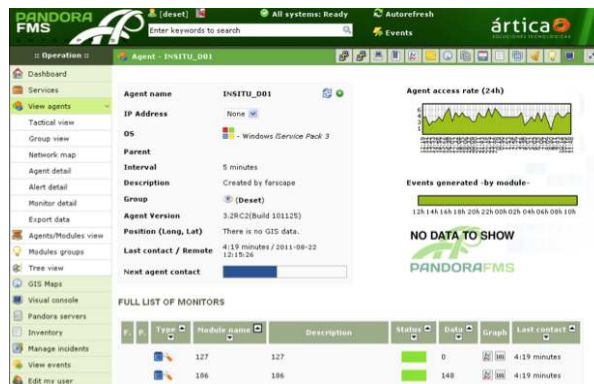 PANDORA FMS
[deset]
All systems: Ready
Autorefresh
Enter keywords to search
Events
ártica
:: Operation ::
Agent - INSITU_D01
Dashboard
Services
View agents
Tactical view
Group view
Network map
Agent detail
Alert detail
Monitor detail
Export data
Agents/Modules view
Modules groups
Tree view
GIS Maps
Visual console
Pandora servers
Inventory
Manage incidents
View events
Edit my user
Agent name INSITU_D01
IP Address None
OS - Windows (Service Pack 3
Parent
Interval 5 minutes
Description Created by farscape
Group (Deset)
Agent Version 3.2RC2(Build 101125)
Position (Long, Lat) There is no GIS data.
Last contact / Remote 4:19 minutes / 2011-08-22 12:15:26
Next agent contact
Agent access rate (24h)
Events generated -by module-
12h 14h 16h 18h 20h 22h 00h 02h 04h 06h 08h 10h
NO DATA TO SHOW
PANDORAFMS
FULL LIST OF MONITORS
F. P. Type Module name Description Status Data Graph Last contact
127 127 0 4:19 minutes
186 186 148 4:19 minutes